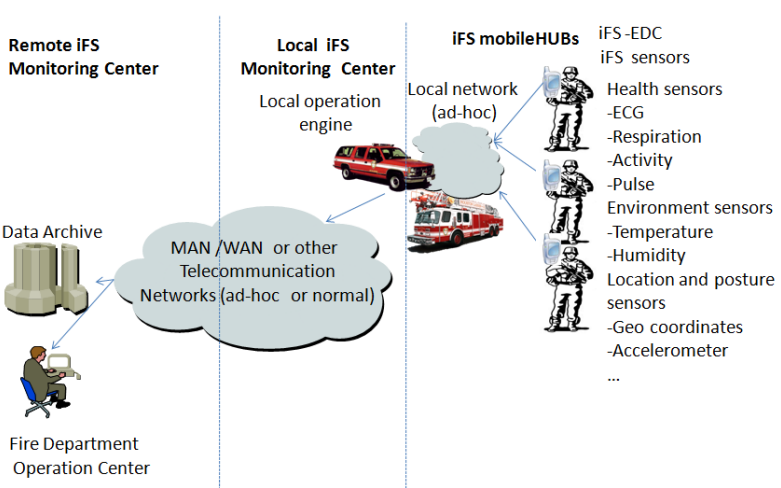 Remote iFS
Monitoring Center
Local iFS
Monitoring Center
iFS mobileHUBs
iFS -EDC
iFS sensors
Local operation
engine
Local network
(ad-hoc)
Health sensors
-ECG
-Respiration
-Activity
-Pulse
Environment sensors
-Temperature
-Humidity
Location and posture
sensors
-Geo coordinates
-Accelerometer
...
Data Archive
MAN /WAN or other
Telecommunication
Networks (ad-hoc or normal)
Fire Department
Operation Center